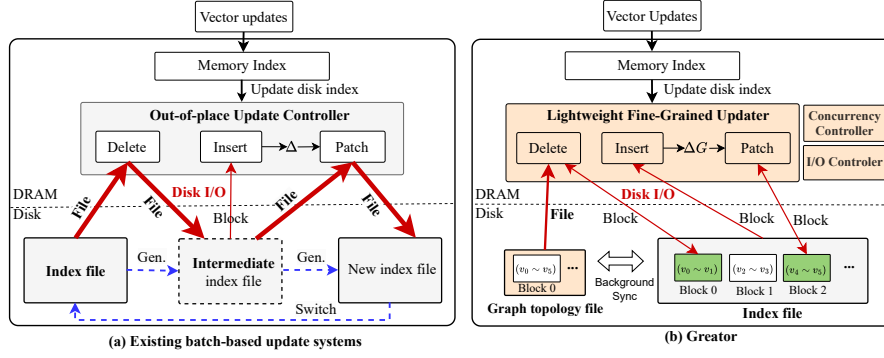 Vector updates
Memory Index
Update disk index
Out-of-place Update Controller
Delete
Insert
Δ
Patch
File
File
Disk I/O
File
File
Block
DRAM
Disk
Index file
Gen.
Intermediate
index file
Gen.
New index file
Switch
(a) Existing batch-based update systems
Vector Updates
Memory Index
Update disk index
Lightweight Fine-Grained Updater
Delete
Insert
ΔG
Patch
Concurrency
Controller
I/O Controler
Disk I/O
File
Block
Block
Block
DRAM
Disk
(v0 ~ v5)
...
Block 0
Graph topology file
Background
Sync
(v0 ~ v1)
(v2 ~ v3)
(v4 ~ v5)
...
Block 0
Block 1
Block 2
Index file
(b) Greator